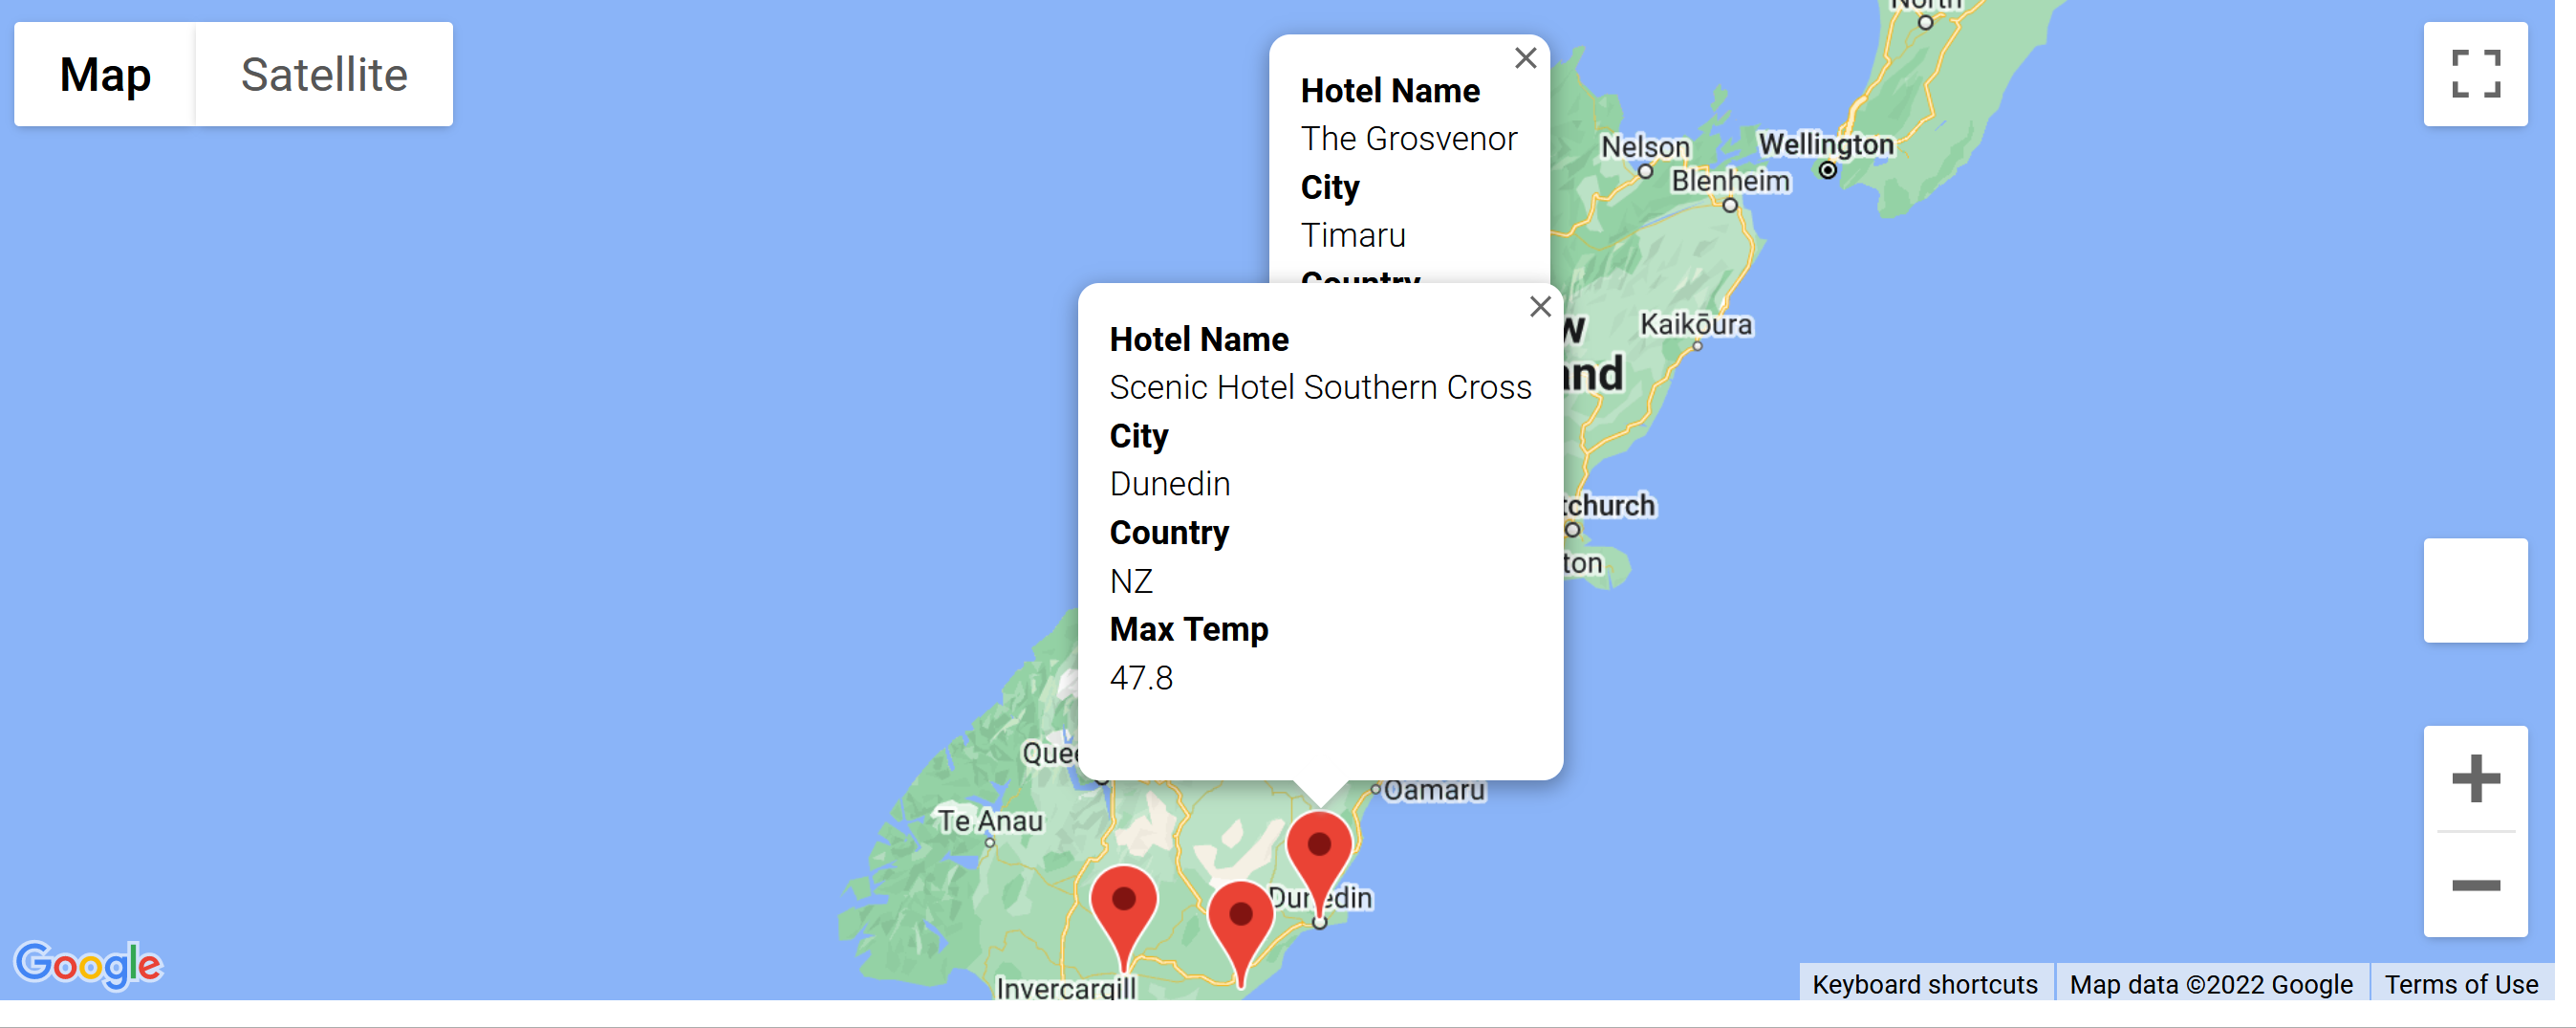 Map
Satellite
North
Hotel Name
The Grosvenor
City
Timaru
Country
Nelson
Wellington
Blenheim
Kaikōura
Hotel Name
Scenic Hotel Southern Cross
City
Dunedin
Country
NZ
Max Temp
47.8
w
and
tchurch
ton
Quee
Oamaru
Te Anau
Dunedin
Invercargill
Google
Keyboard shortcuts
Map data ©2022 Google
Terms of Use